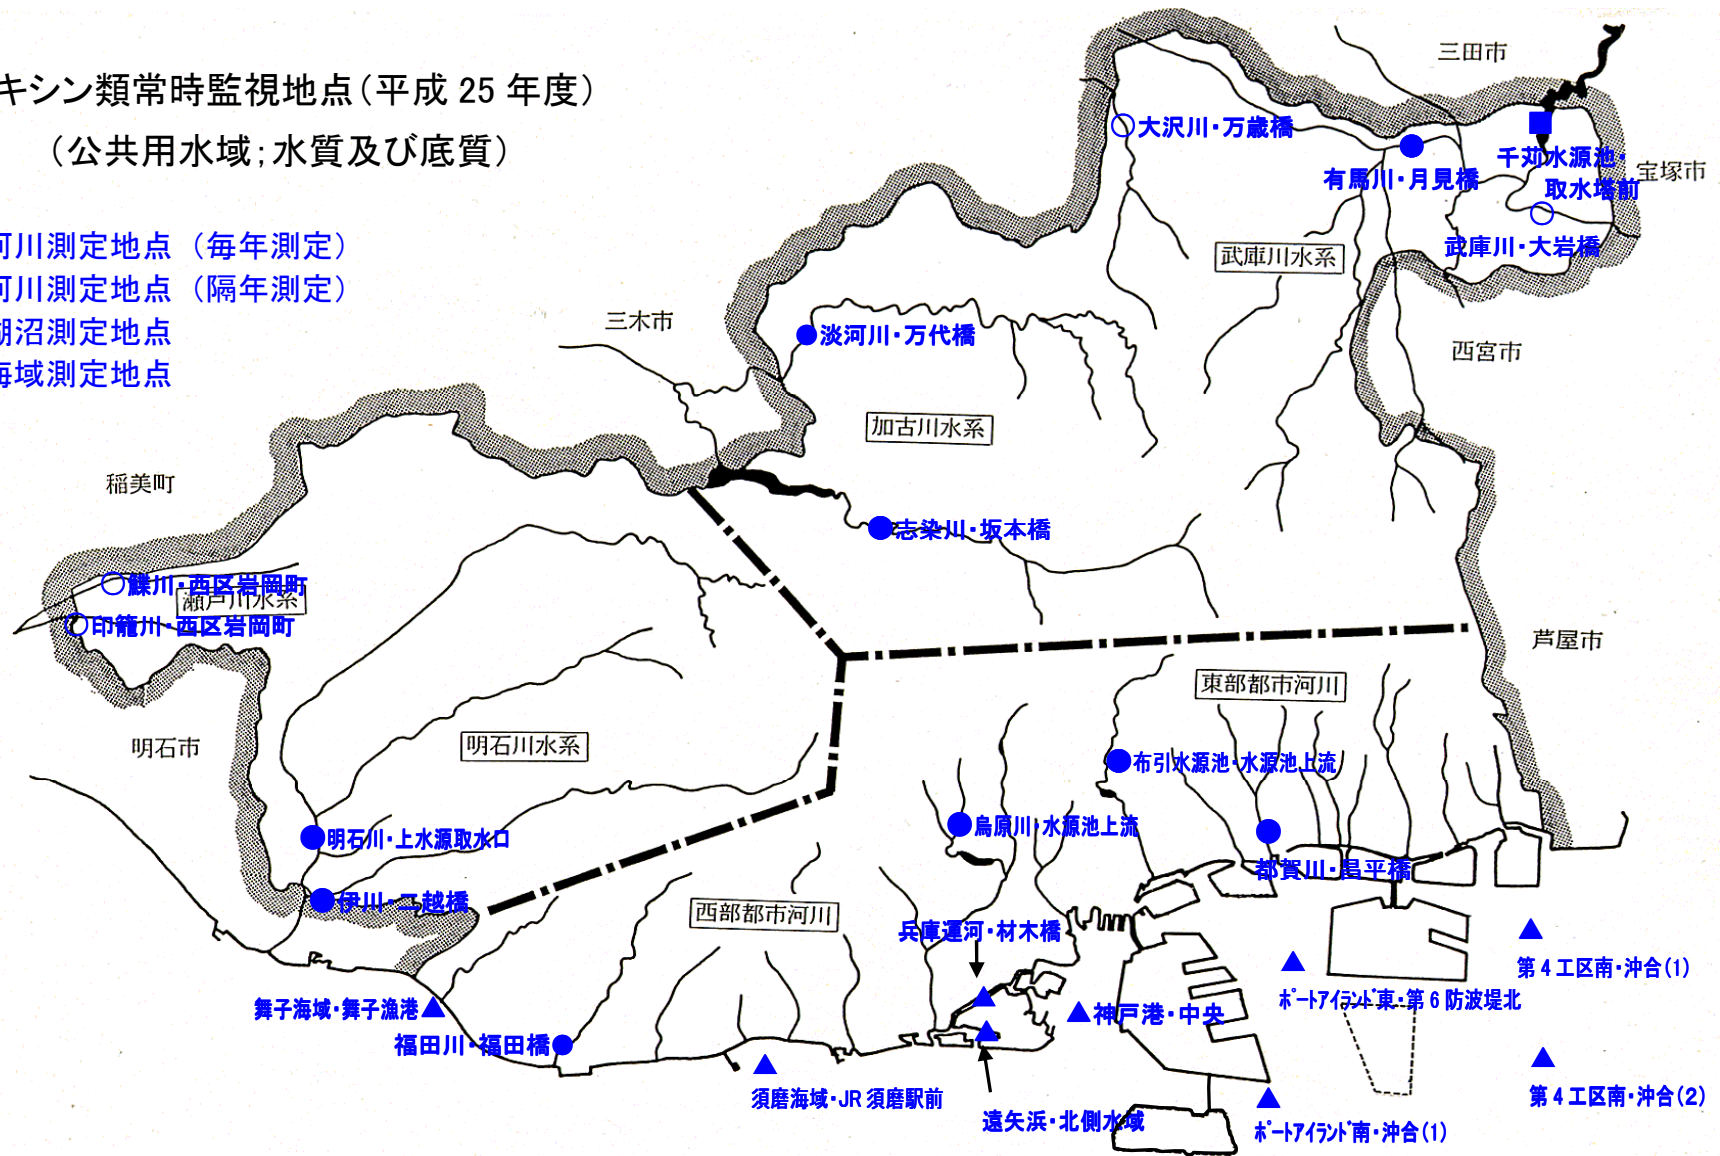 キシン類常時監視地点(平成 25 年度)
(公共用水域;水質及び底質)
河川測定地点 (毎年測定)
河川測定地点 (隔年測定)
湖沼測定地点
海域測定地点
三田市
大沢川・万歳橋
有馬川・月見橋
千苅水源池・
取水塔前
宝塚市
武庫川・大岩橋
武庫川水系
三木市
淡河川・万代橋
西宮市
加古川水系
稲美町
志染川・坂本橋
鰈川・西区岩岡町
瀬戸川水系
印籠川・西区岩岡町
芦屋市
東部都市河川
明石市
明石川水系
布引水源池・水源池上流
明石川・上水源取水口
烏原川・水源池上流
都賀川・昌平橋
伊川・二越橋
西部都市河川
兵庫運河・材木橋
第4工区南・沖合(1)
ポートアイランド東・第6防波堤北
舞子海域・舞子漁港
神戸港・中央
福田川・福田橋
須磨海域・JR 須磨駅前
第4工区南・沖合(2)
遠矢浜・北側水域
ポートアイランド南・沖合(1)